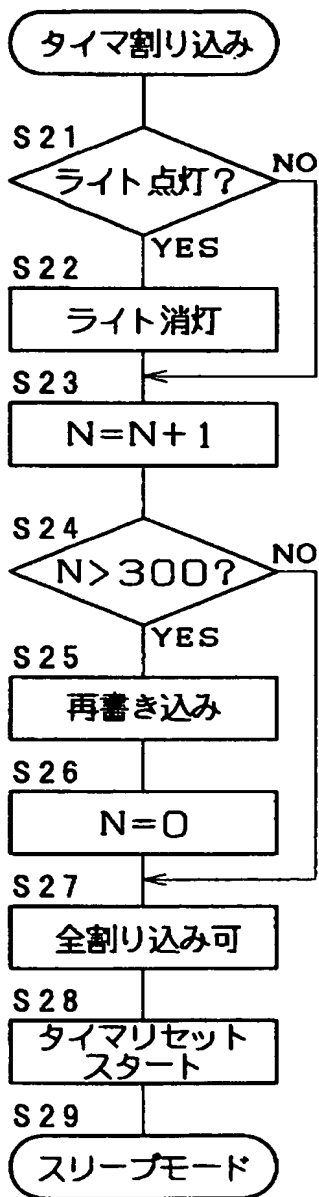 タイマ割り込み
S21
ライト点灯?
NO
YES
S22
ライト消灯
S23
N=N+1
S24
N>300?
NO
YES
S25
再書き込み
S26
N=0
S27
全割り込み可
S28
タイマリセット
スタート
S29
スリープモード